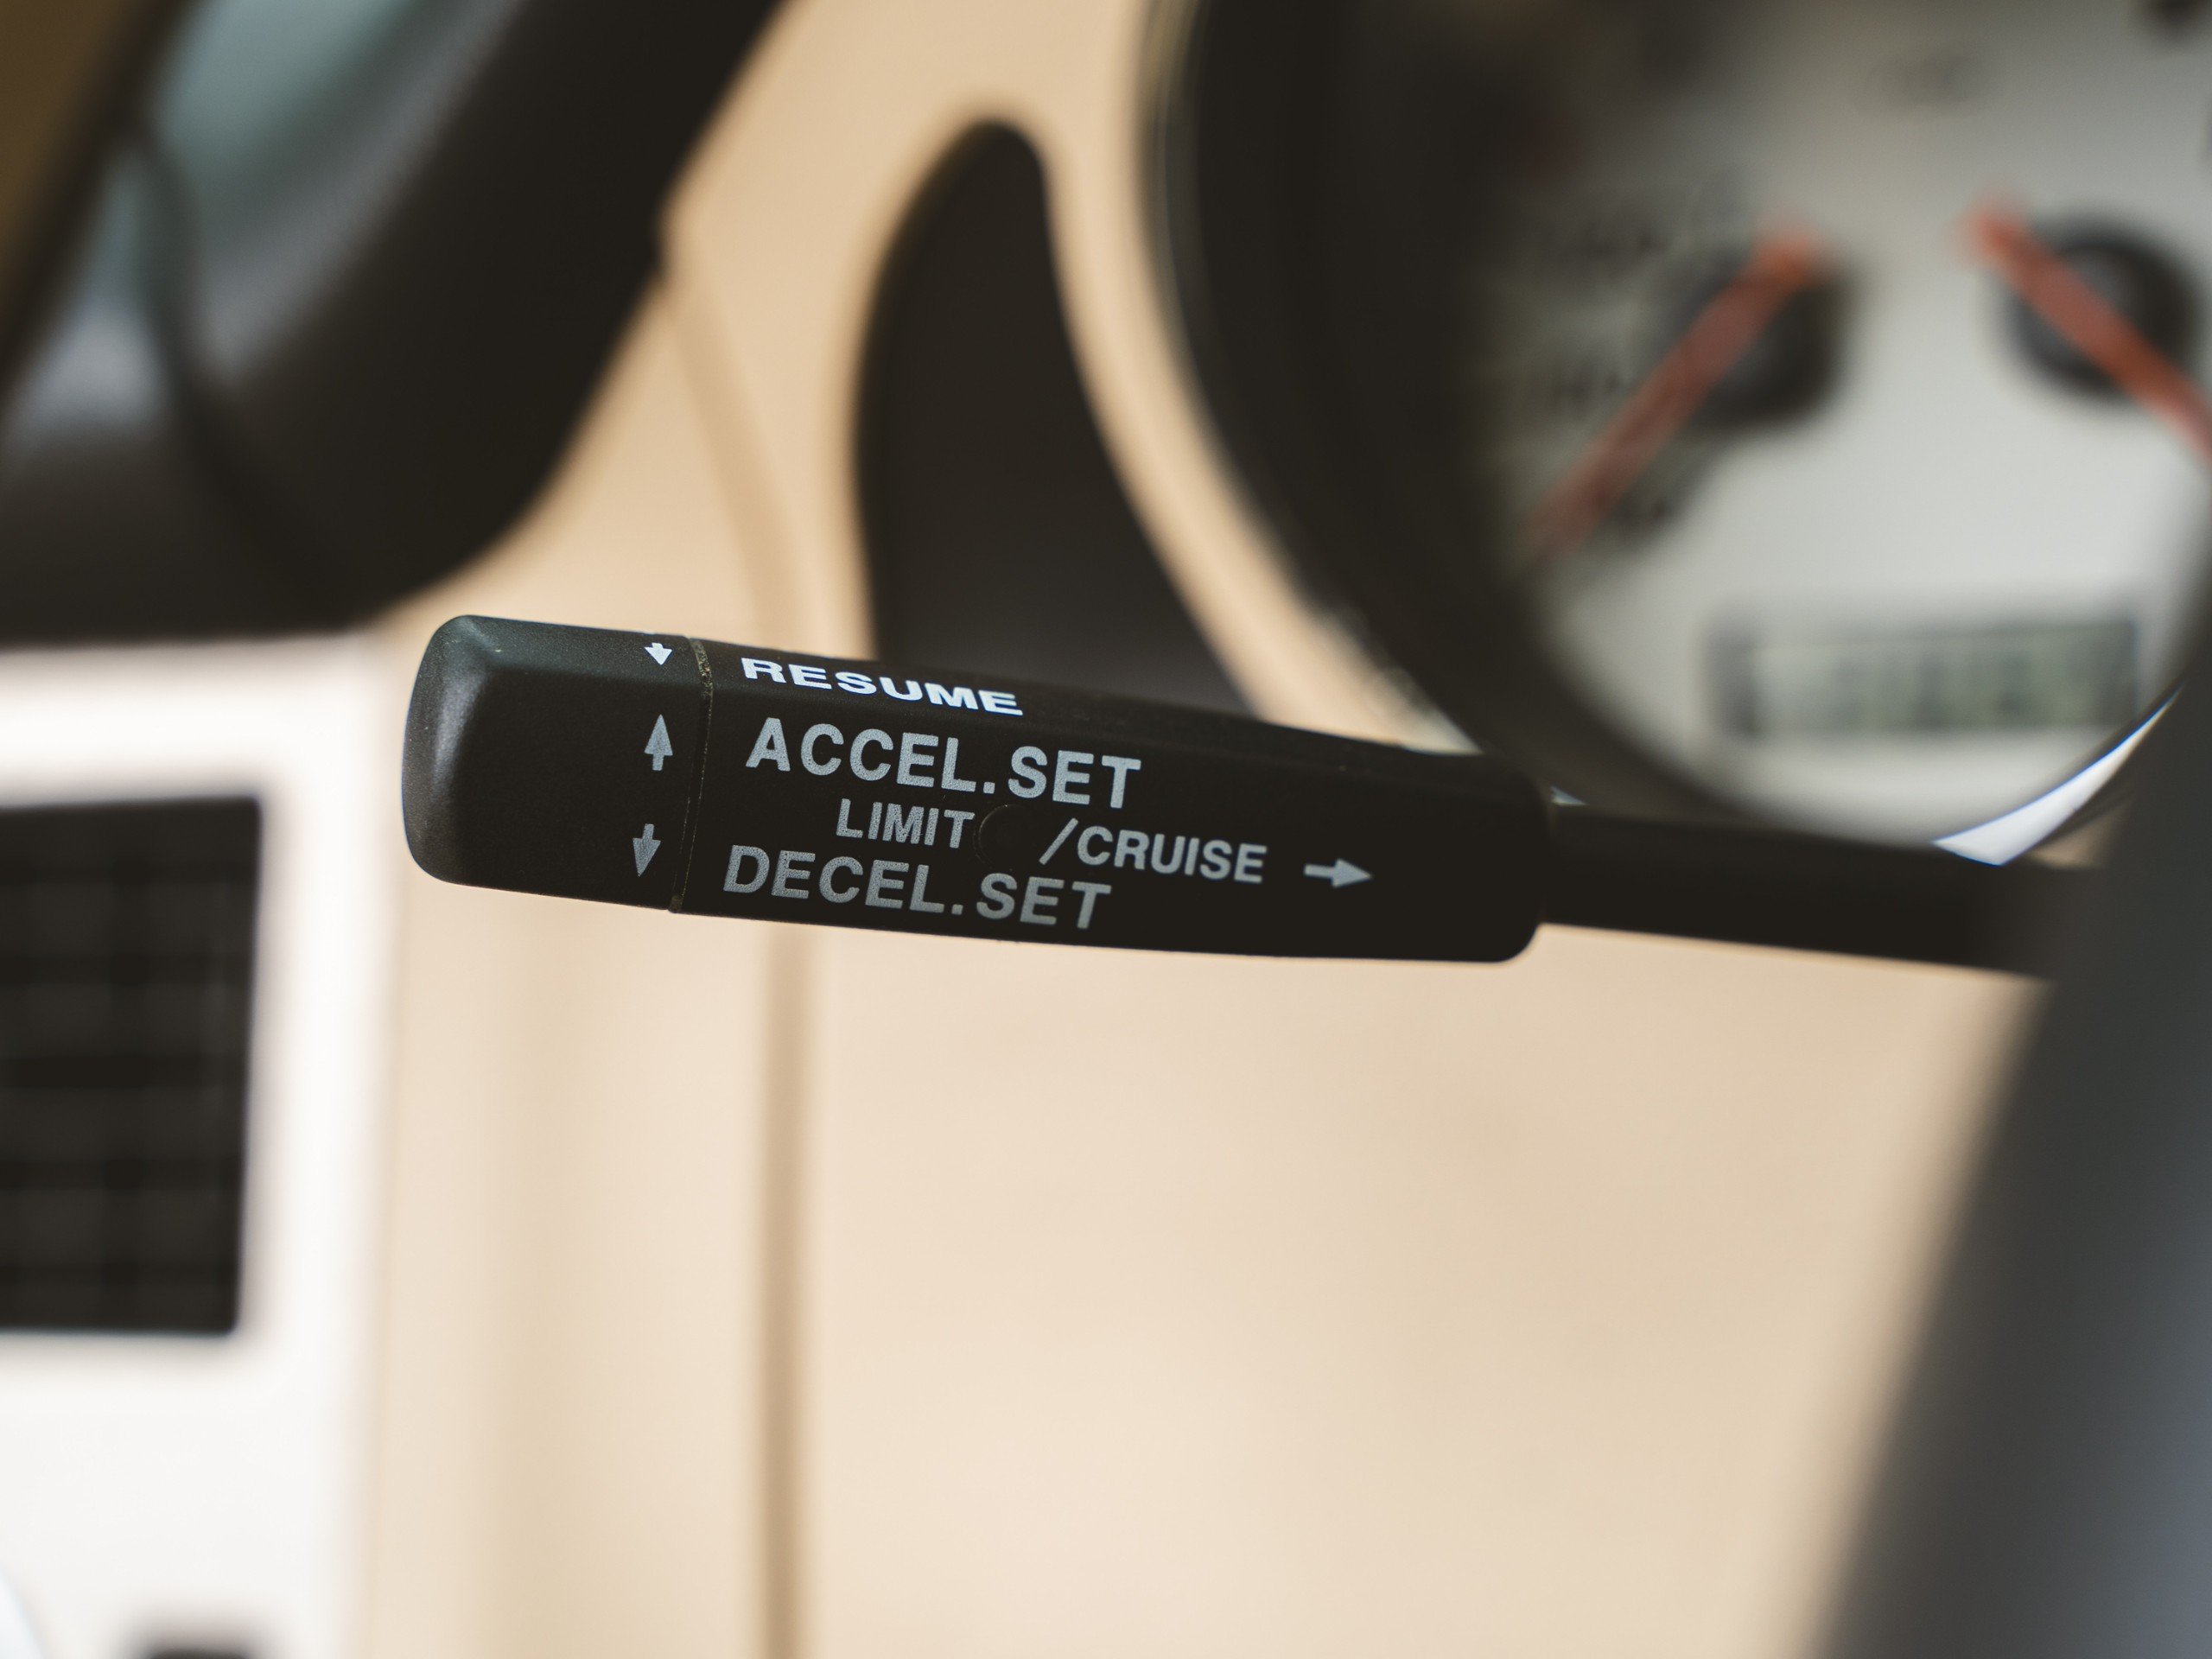 RESUME
ACCEL.SET
LIMIT /CRUISE
DECEL.SET